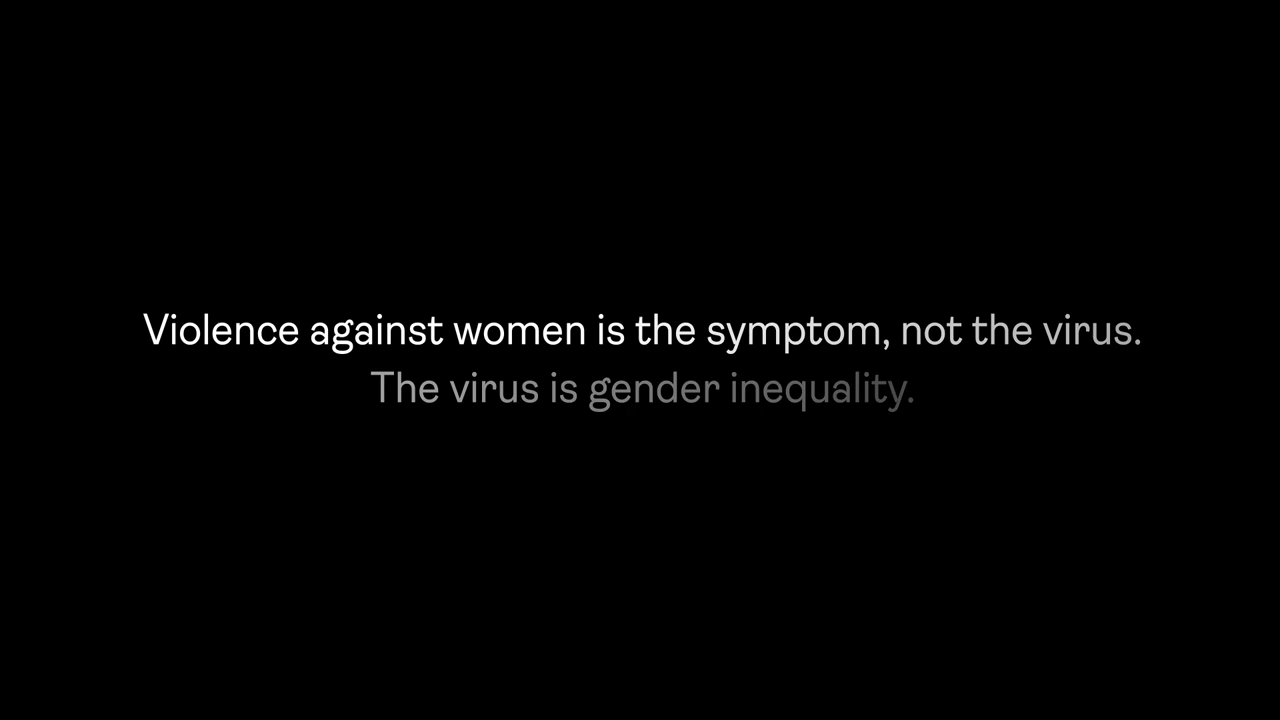 Violence against women is the symptom, not the virus.
The virus is gender inequality.